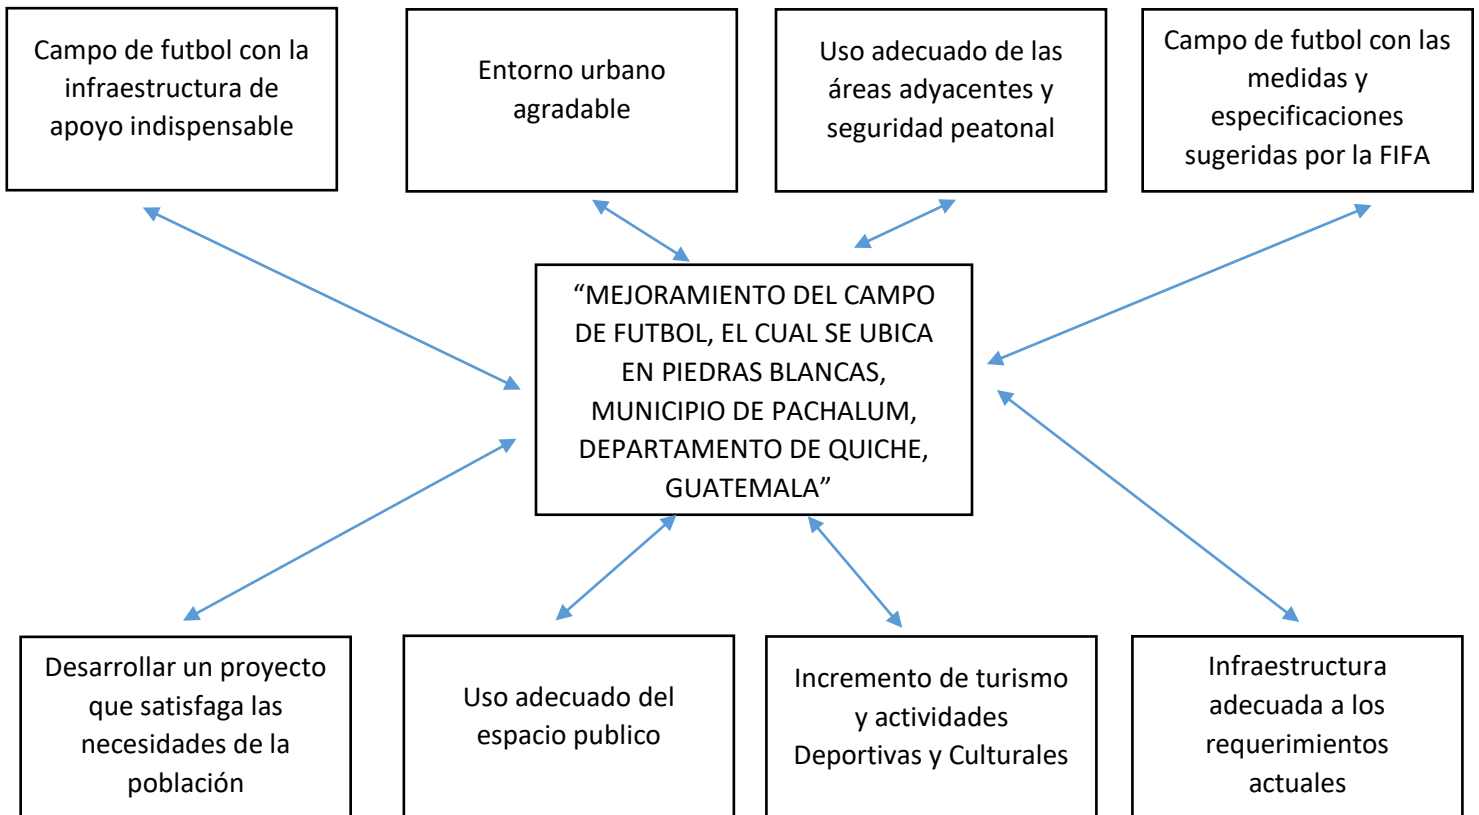 Campo de futbol con la
infraestructura de
apoyo indispensable
Entorno urbano
agradable
Uso adecuado de las
áreas adyacentes y
seguridad peatonal
Campo de futbol con las
medidas y
especificaciones
sugeridas por la FIFA
“MEJORAMIENTO DEL CAMPO
DE FUTBOL, EL CUAL SE UBICA
EN PIEDRAS BLANCAS,
MUNICIPIO DE PACHALUM,
DEPARTAMENTO DE QUICHE,
GUATEMALA”
Desarrollar un proyecto
que satisfaga las
necesidades de la
población
Uso adecuado del
espacio publico
Incremento de turismo
y actividades
Deportivas y Culturales
Infraestructura
adecuada a los
requerimientos
actuales